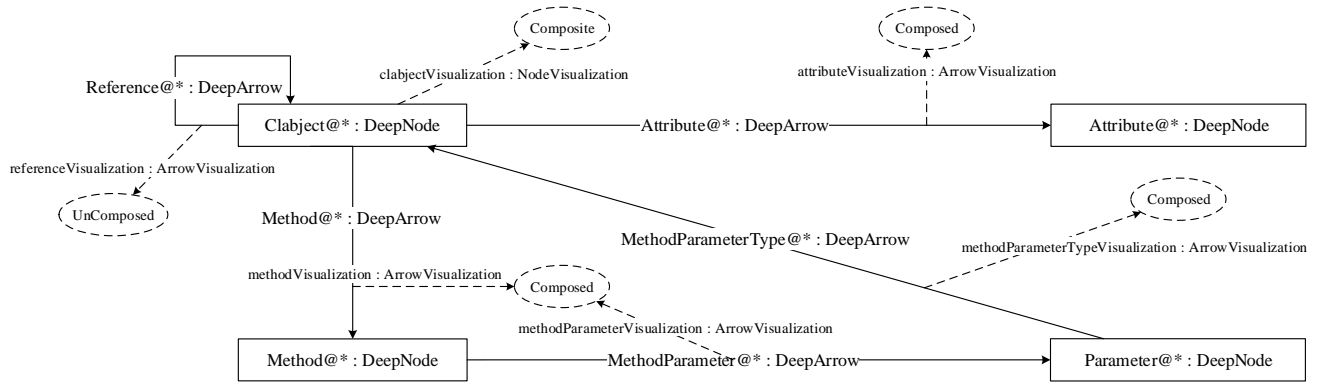 Composite
Composed
clabjectVisualization : NodeVisualization
attributeVisualization : ArrowVisualization
Reference@* : DeepArrow
Clabject@* : DeepNode
Attribute@* : DeepArrow
Attribute@* : DeepNode
referenceVisualization : ArrowVisualization
UnComposed
Composed
Method@* : DeepArrow
MethodParameterType@* : DeepArrow
methodParameterTypeVisualization : ArrowVisualization
methodVisualization : ArrowVisualization
Composed
methodParameterVisualization : ArrowVisualization
Method@* : DeepNode
MethodParameter@* : DeepArrow
Parameter@* : DeepNode